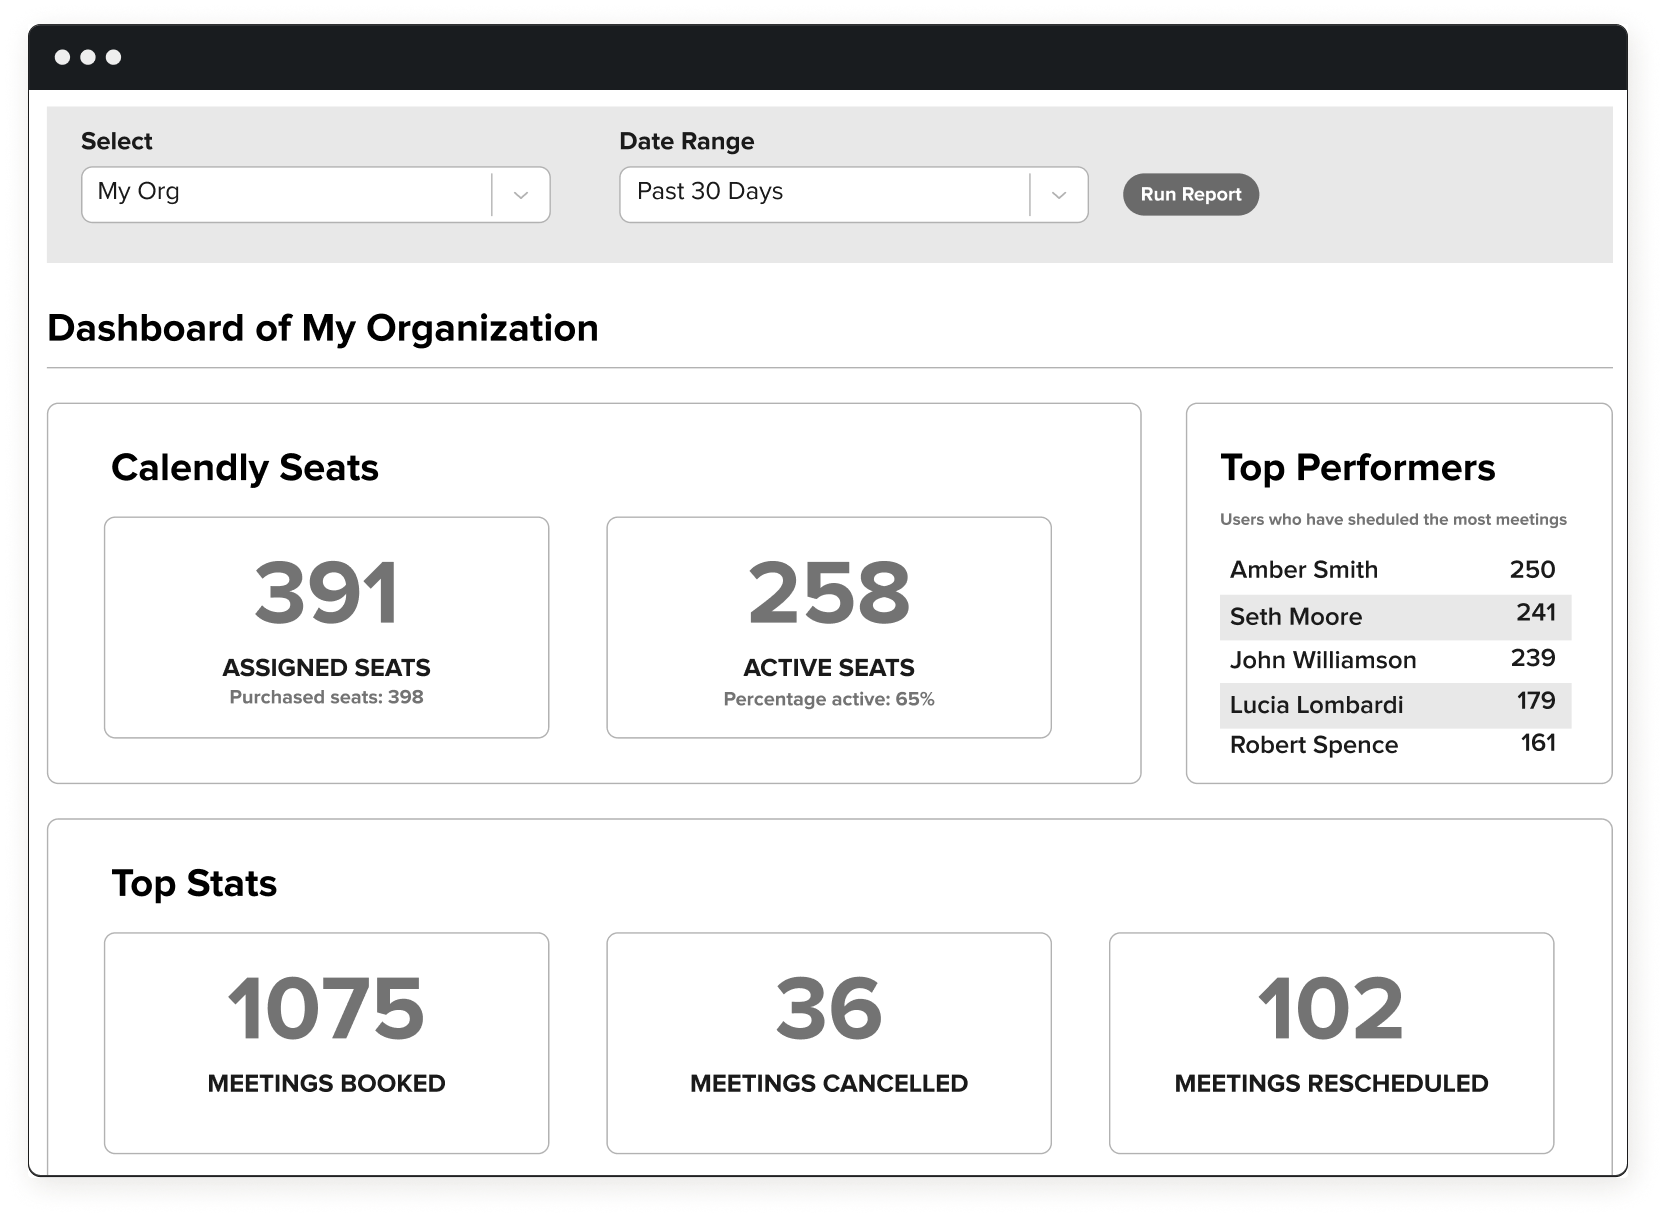 Select
Date Range
My Org
Past 30 Days
Run Report
Dashboard of My Organization
Calendly Seats
391
ASSIGNED SEATS
Purchased seats: 398
258
ACTIVE SEATS
Percentage active: 65%
Top Performers
Users who have sheduled the most meetings
Amber Smith 250
Seth Moore 241
John Williamson 239
Lucia Lombardi 179
Robert Spence 161
Top Stats
1075
MEETINGS BOOKED
36
MEETINGS CANCELLED
102
MEETINGS RESCHEDULED